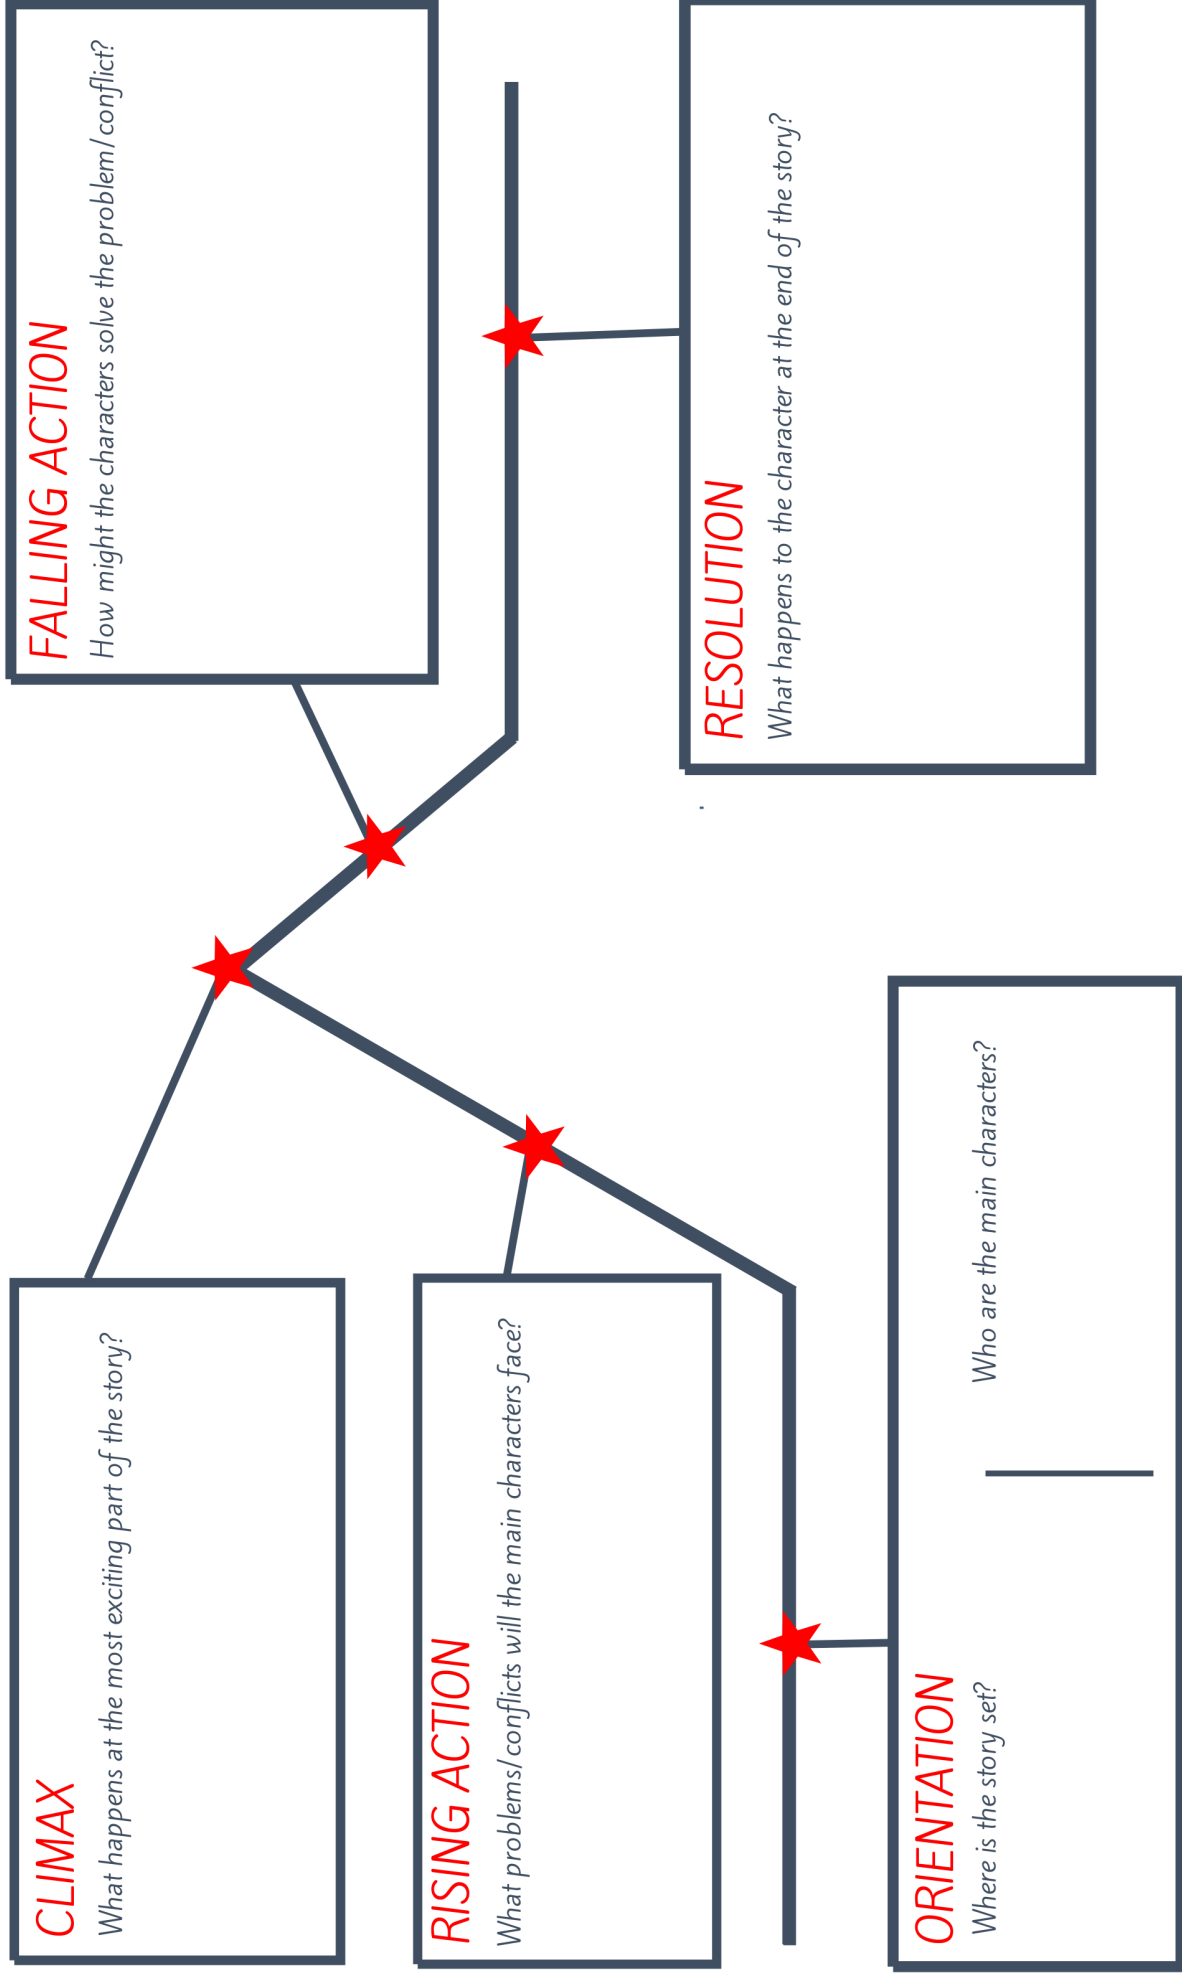 CLIMAX
What happens at the most exciting part of the story?
FALLING ACTION
How might the characters solve the problem/conflict?
RISING ACTION
What problems/conflicts will the main characters face?
RESOLUTION
What happens to the character at the end of the story?
ORIENTATION
Where is the story set?
Who are the main characters?